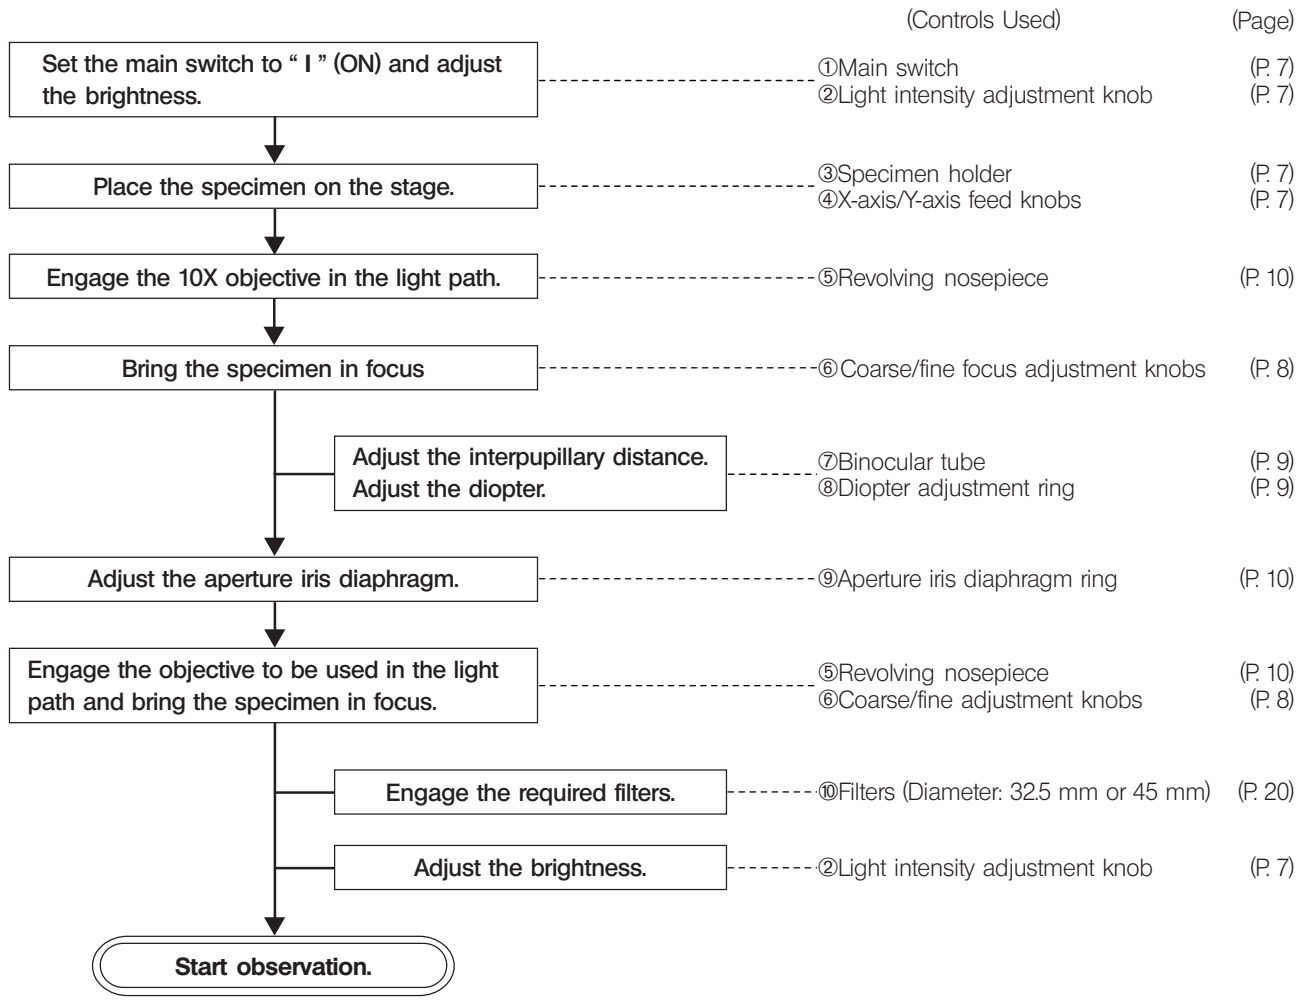 (Controls Used) (Page)
Set the main switch to “ I ” (ON) and adjust
the brightness.
①Main switch (P. 7)
②Light intensity adjustment knob (P. 7)
Place the specimen on the stage.
③Specimen holder (P. 7)
④X-axis/Y-axis feed knobs (P. 7)
Engage the 10X objective in the light path.
⑤Revolving nosepiece (P. 10)
Bring the specimen in focus
⑥Coarse/fine focus adjustment knobs (P. 8)
Adjust the interpupillary distance.
Adjust the diopter.
⑦Binocular tube (P. 9)
⑧Diopter adjustment ring (P. 9)
Adjust the aperture iris diaphragm.
⑨Aperture iris diaphragm ring (P. 10)
Engage the objective to be used in the light
path and bring the specimen in focus.
⑤Revolving nosepiece (P. 10)
⑥Coarse/fine adjustment knobs (P. 8)
Engage the required filters.
⑩Filters (Diameter: 32.5 mm or 45 mm) (P. 20)
Adjust the brightness.
②Light intensity adjustment knob (P. 7)
Start observation.